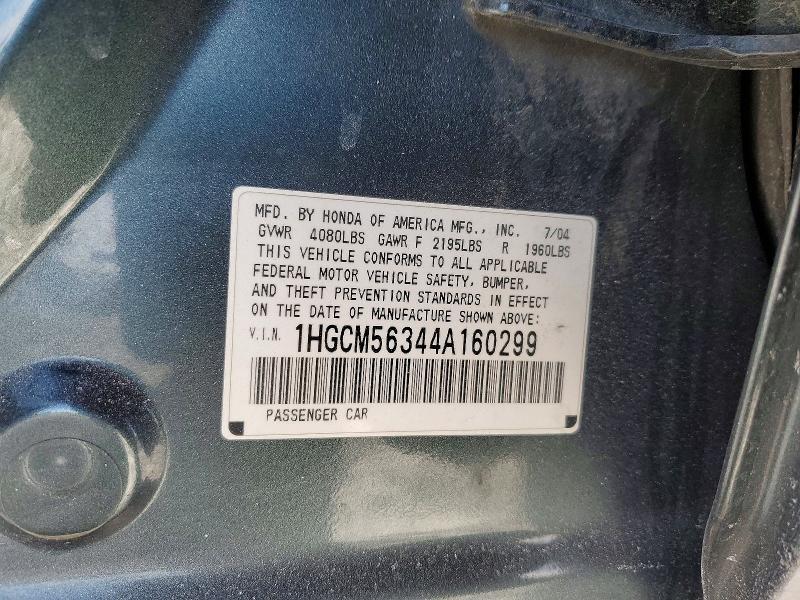 MFD. BY HONDA OF AMERICA MFG., INC. 7/04
GVWR 4080LBS GAWR F 2195LBS R 1960LBS
THIS VEHICLE CONFORMS TO ALL APPLICABLE
FEDERAL MOTOR VEHICLE SAFETY, BUMPER,
AND THEFT PREVENTION STANDARDS IN EFFECT
ON THE DATE OF MANUFACTURE SHOWN ABOVE:
V.I.N. 1HGCM56344A160299
PASSENGER CAR